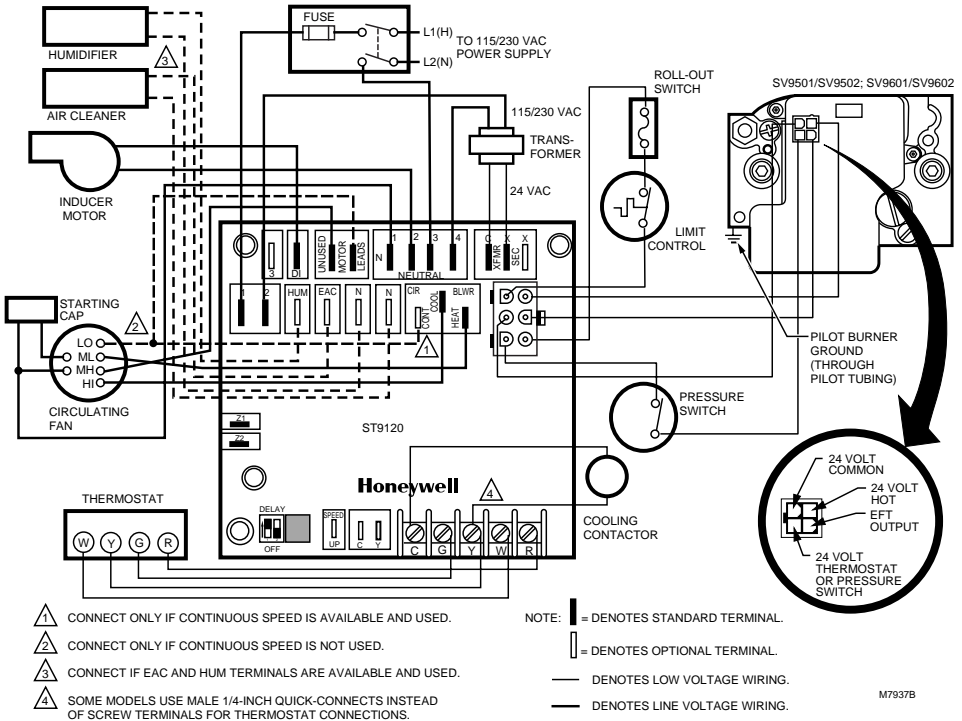 FUSE
L1(H)
L2(N)
TO 115/230 VAC
POWER SUPPLY
HUMIDIFIER
3
AIR CLEANER
INDUCER
MOTOR
115/230 VAC
TRANS-
FORMER
24 VAC
ROLL-OUT
SWITCH
LIMIT
CONTROL
SV9501/SV9502; SV9601/SV9602
3
DI
UNUSED
MOTOR
LEADS
N
1
2
3
4
NEUTRAL
C
X
X
XFMR
SEC
1
2
HUM
EAC
N
N
CIR
CONT
COOL
HEAT
BLWR
1
STARTING
CAP
2
LO
ML
MH
HI
CIRCULATING
FAN
PILOT BURNER
GROUND
(THROUGH
PILOT TUBING)
PRESSURE
SWITCH
Z1
Z2
ST9120
Honeywell
4
COOLING
CONTACTOR
DELAY
OFF
SPEED
UP
C Y
C G Y W R
THERMOSTAT
W Y G R
24 VOLT
COMMON
24 VOLT
HOT
EFT
OUTPUT
24 VOLT
THERMOSTAT
OR PRESSURE
SWITCH
1 CONNECT ONLY IF CONTINUOUS SPEED IS AVAILABLE AND USED.
2 CONNECT ONLY IF CONTINUOUS SPEED IS NOT USED.
3 CONNECT IF EAC AND HUM TERMINALS ARE AVAILABLE AND USED.
4 SOME MODELS USE MALE 1/4-INCH QUICK-CONNECTS INSTEAD
OF SCREW TERMINALS FOR THERMOSTAT CONNECTIONS.
NOTE: = DENOTES STANDARD TERMINAL.
= DENOTES OPTIONAL TERMINAL.
DENOTES LOW VOLTAGE WIRING.
DENOTES LINE VOLTAGE WIRING.
M7937B